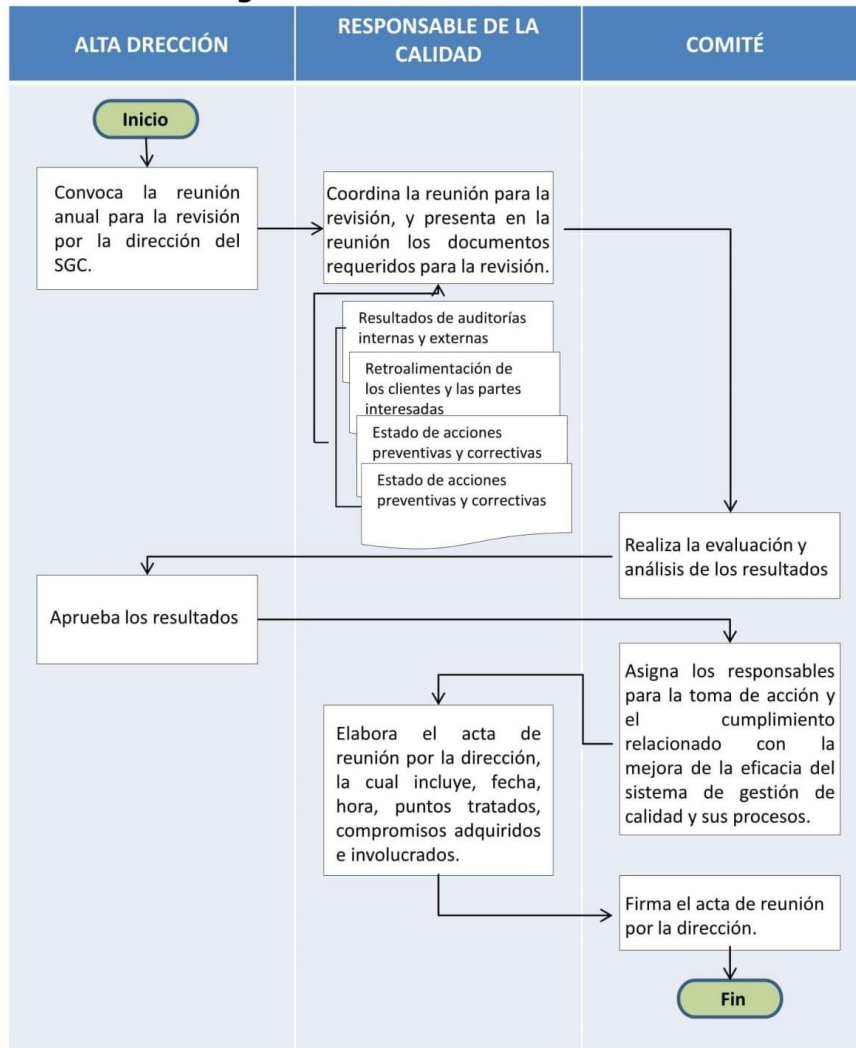 ALTA DRECCIÓN
RESPONSABLE DE LA
CALIDAD
COMITÉ
Inicio
Convoca la reunión
anual para la revisión
por la dirección del
SGC.
Coordina la reunión para la
revisión, y presenta en la
reunión los documentos
requeridos para la revisión.
Resultados de auditorías
internas y externas
Retroalimentación de
los clientes y las partes
interesadas
Estado de acciones
preventivas y correctivas
Estado de acciones
preventivas y correctivas
Realiza la evaluación y
análisis de los resultados
Aprueba los resultados
Asigna los responsables
para la toma de acción y
el cumplimiento
relacionado con la
mejora de la eficacia del
sistema de gestión de
calidad y sus procesos.
Elabora el acta de
reunión por la dirección,
la cual incluye, fecha,
hora, puntos tratados,
compromisos adquiridos
e involucrados.
Firma el acta de reunión
por la dirección.
Fin